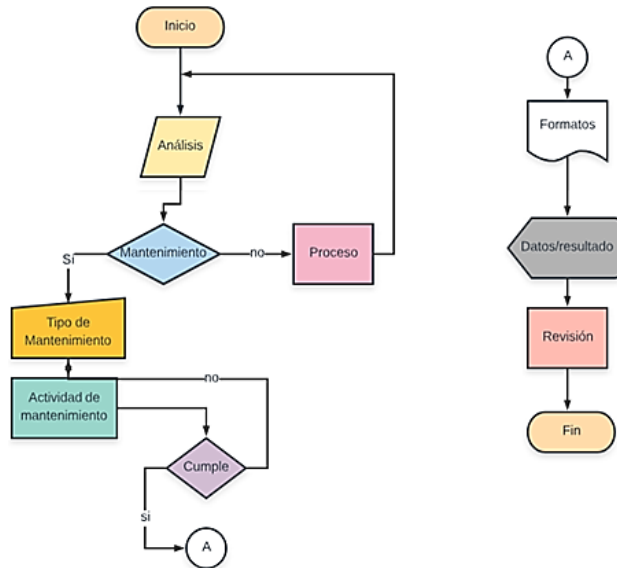 Inicio
Análisis
Mantenimiento
no
Proceso
Si
Tipo de
Mantenimiento
no
Actividad de
mantenimiento
Cumple
si
A
A
Formatos
Datos/resultado
Revisión
Fin